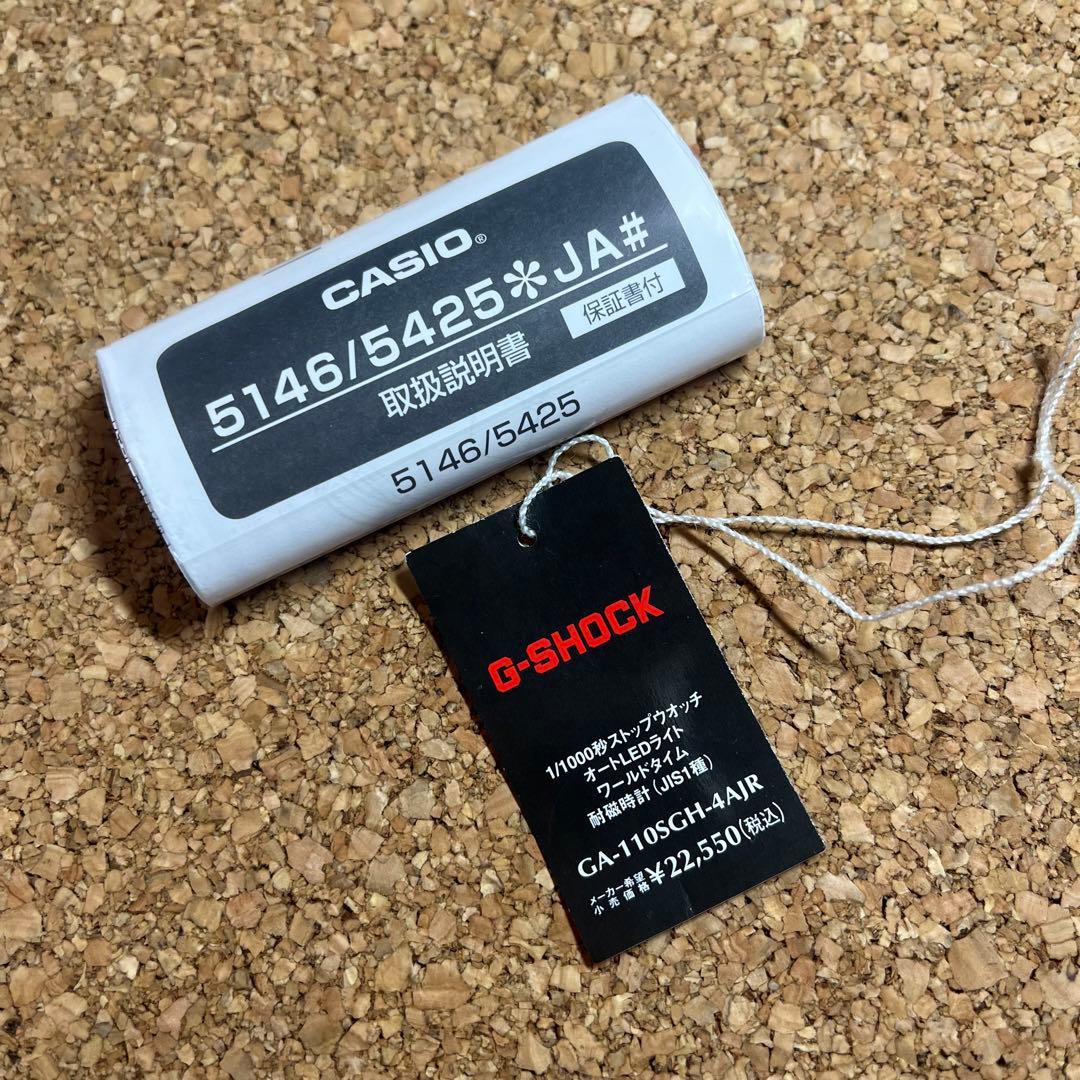 CASIO®
5146/5425*JA#
取扱説明書 保証書付
5146/5425
G-SHOCK
1/1000秒ストップウオッチ
オートLEDライト
ワールドタイム
耐磁時計(JIS1種)
GA-110SGH-4AJR
メーカー希望小売価格 ¥22,550(税込)